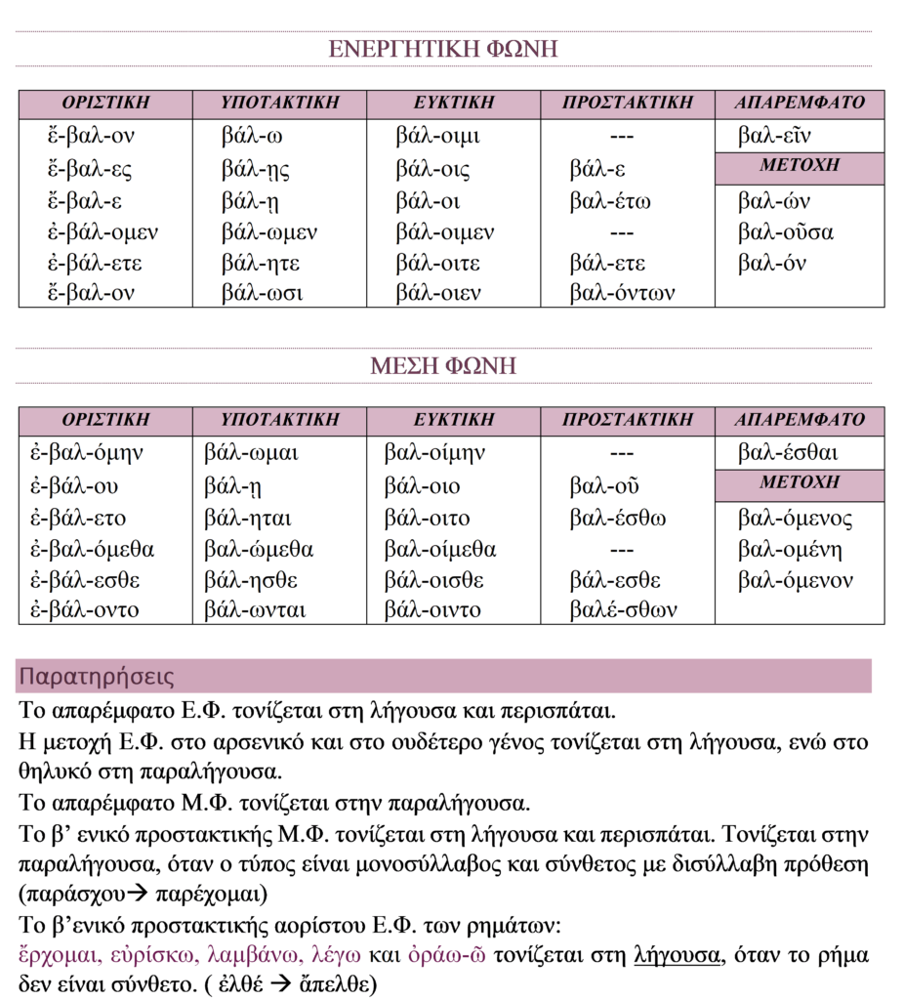 ΕΝΕΡΓΗΤΙΚΗ ΦΩΝΗ
ΟΡΙΣΤΙΚΗ ΥΠΟΤΑΚΤΙΚΗ ΕΥΚΤΙΚΗ ΠΡΟΣΤΑΚΤΙΚΗ ΑΠΑΡΕΜΦΑΤΟ
ἔ-βαλ-ον βάλ-ω βάλ-οιμι --- βαλ-εῖν
ἔ-βαλ-ες βάλ-ῃς βάλ-οις βάλ-ε ΜΕΤΟΧΗ
ἔ-βαλ-ε βάλ-ῃ βάλ-οι βαλ-έτω βαλ-ών
ἐ-βάλ-ομεν βάλ-ωμεν βάλ-οιμεν --- βαλ-οῦσα
ἐ-βάλ-ετε βάλ-ητε βάλ-οιτε βάλ-ετε βαλ-όν
ἔ-βαλ-ον βάλ-ωσι βάλ-οιεν βαλ-όντων
ΜΕΣΗ ΦΩΝΗ
ΟΡΙΣΤΙΚΗ ΥΠΟΤΑΚΤΙΚΗ ΕΥΚΤΙΚΗ ΠΡΟΣΤΑΚΤΙΚΗ ΑΠΑΡΕΜΦΑΤΟ
ἐ-βαλ-όμην βάλ-ωμαι βαλ-οίμην --- βαλ-έσθαι
ἐ-βάλ-ου βάλ-ῃ βάλ-οιο βαλ-οῦ ΜΕΤΟΧΗ
ἐ-βάλ-ετο βάλ-ηται βάλ-οιτο βαλ-έσθω βαλ-όμενος
ἐ-βαλ-όμεθα βαλ-ώμεθα βαλ-οίμεθα --- βαλ-ομένη
ἐ-βάλ-εσθε βάλ-ησθε βάλ-οισθε βάλ-εσθε βαλ-όμενον
ἐ-βάλ-οντο βάλ-ωνται βάλ-οιντο βαλέ-σθων
Παρατηρήσεις
Το απαρέμφατο Ε.Φ. τονίζεται στη λήγουσα και περισπάται.
Η μετοχή Ε.Φ. στο αρσενικό και στο ουδέτερο γένος τονίζεται στη λήγουσα, ενώ στο
θηλυκό στη παραλήγουσα.
Το απαρέμφατο Μ.Φ. τονίζεται στην παραλήγουσα.
Το β’ ενικό προστακτικής Μ.Φ. τονίζεται στη λήγουσα και περισπάται. Τονίζεται στην
παραλήγουσα, όταν ο τύπος είναι μονοσύλλαβος και σύνθετος με δισύλλαβη πρόθεση
(παράσχου→ παρέχομαι)
Το β’ενικό προστακτικής αορίστου Ε.Φ. των ρημάτων:
ἔρχομαι, εὑρίσκω, λαμβάνω, λέγω και ὁράω-ῶ τονίζεται στη λήγουσα, όταν το ρήμα
δεν είναι σύνθετο. ( ἐλθέ → ἄπελθε)